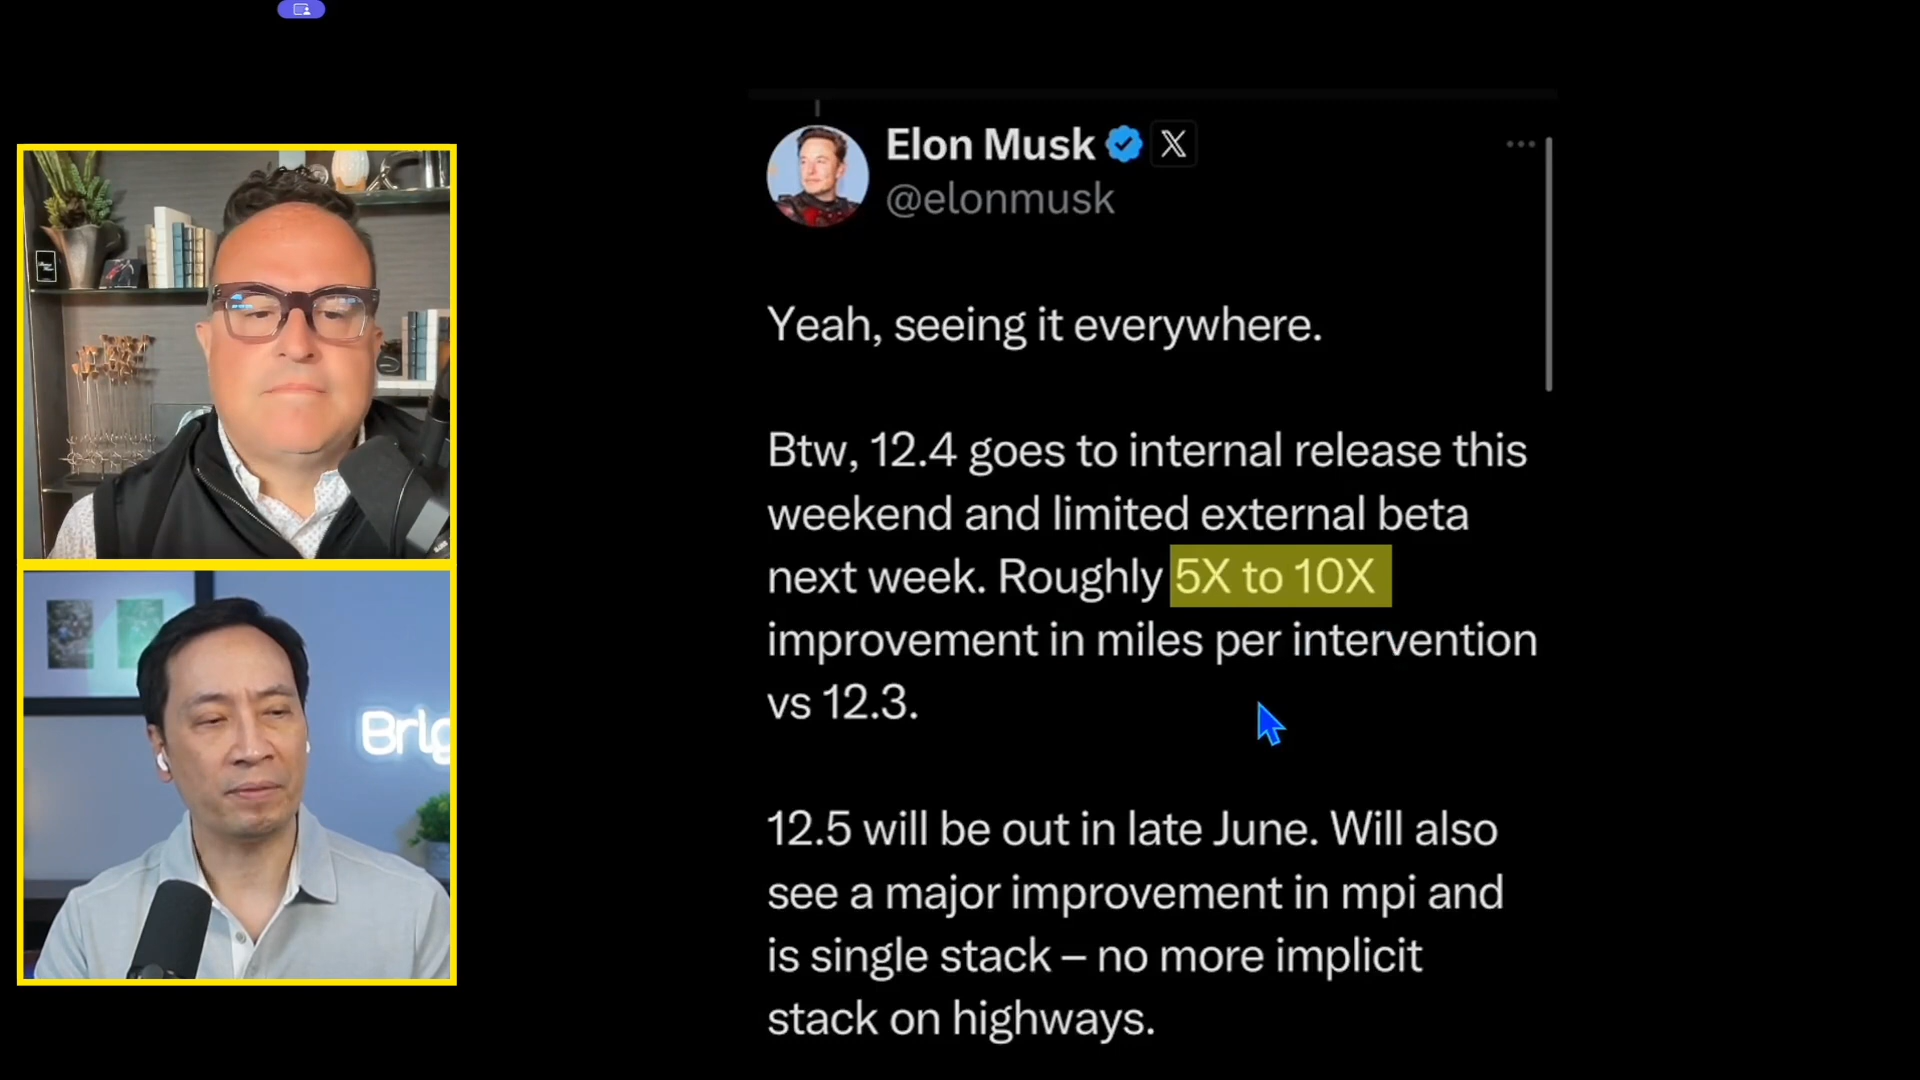 Elon Musk
@elonmusk
Yeah, seeing it everywhere.
Btw, 12.4 goes to internal release this
weekend and limited external beta
next week. Roughly 5X to 10X
improvement in miles per intervention
vs 12.3.
12.5 will be out in late June. Will also
see a major improvement in mpi and
is single stack – no more implicit
stack on highways.
Brig